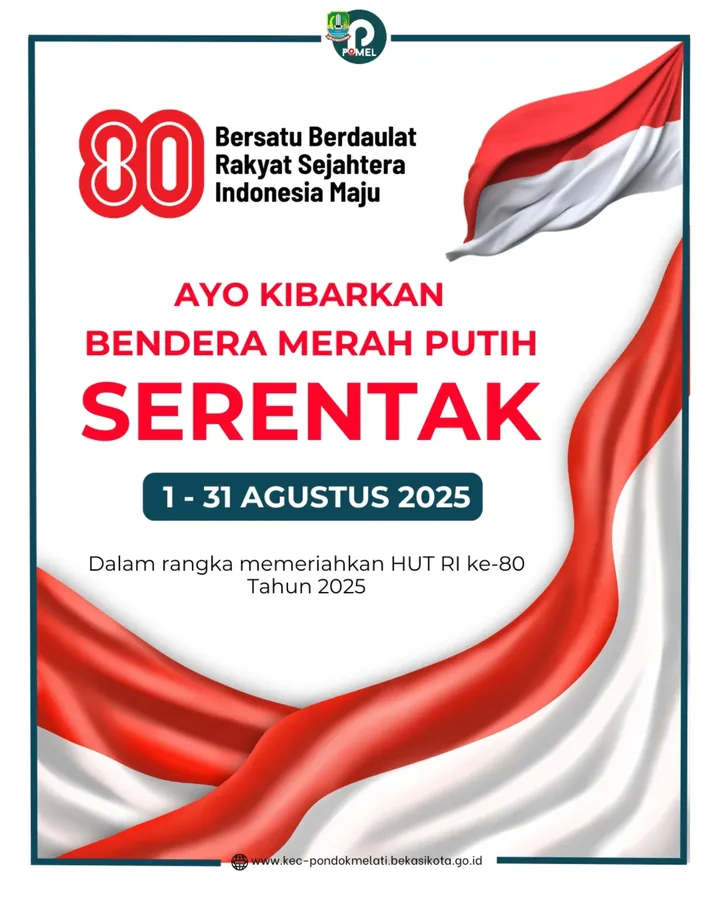 POMEL
80
Bersatu Berdaulat
Rakyat Sejahtera
Indonesia Maju
AYO KIBARKAN
BENDERA MERAH PUTIH
SERENTAK
1 - 31 AGUSTUS 2025
Dalam rangka memeriahkan HUT RI ke-80
Tahun 2025
www.kec-pondokmelati.bekasikota.go.id